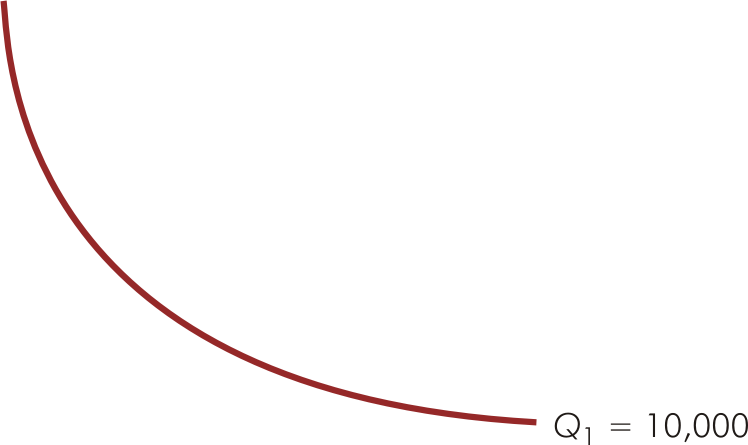 Q₁ = 10,000